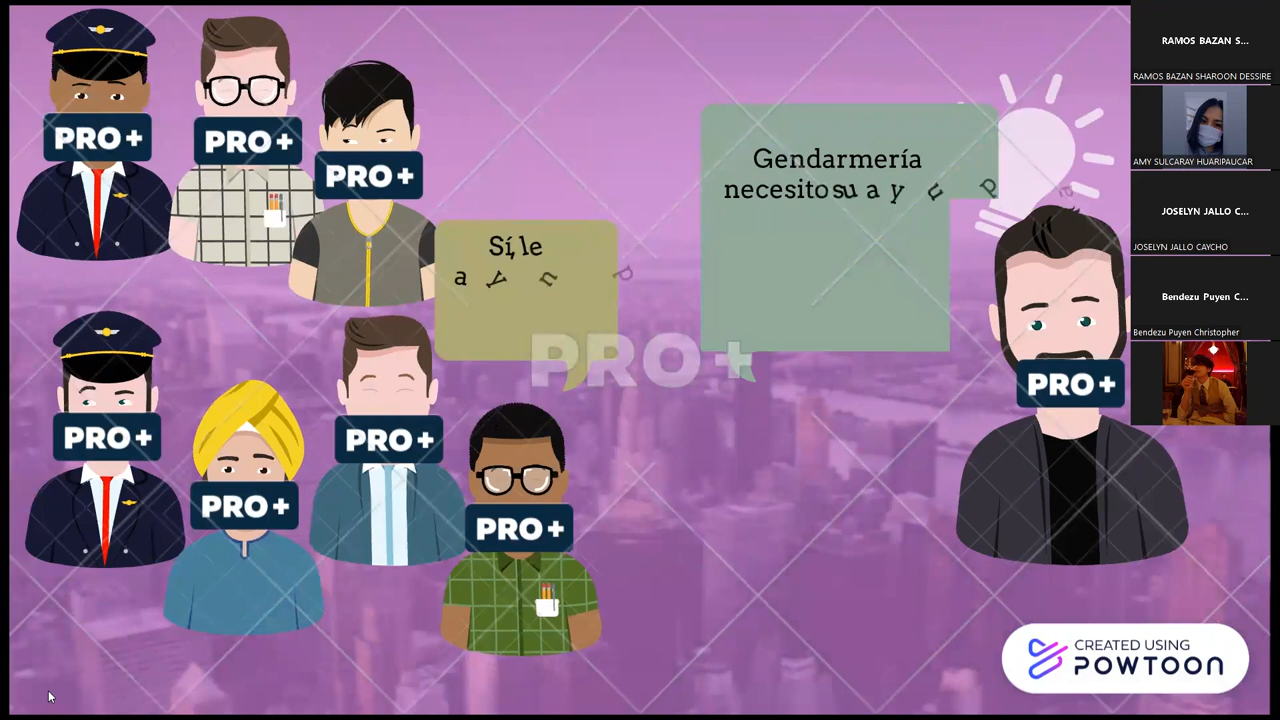 PRO+
PRO+
PRO+
Gendarmería
necesito su a y u
Sí, le
a y
PRO+
PRO+
PRO+
PRO+
PRO+
PRO+
PRO+
CREATED USING
POWTOON
RAMOS BAZAN S...
RAMOS BAZAN SHAROON DESSIRE
AMY SULCARAY HUARIPAUCAR
JOSELYN JALLO C...
JOSELYN JALLO CAYCHO
Bendezu Puyen C...
Bendezu Puyen Christopher